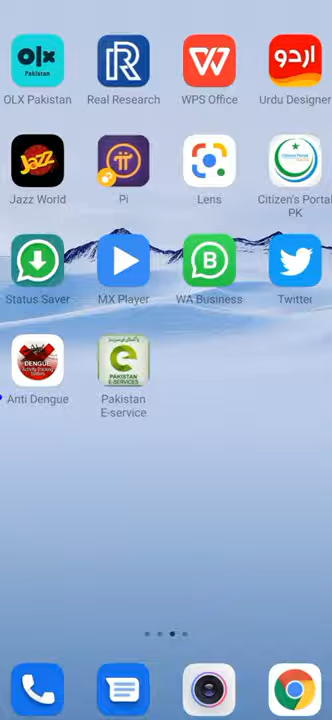 olx
Pakistan
اردو
OLX Pakistan
Real Research
WPS Office
Urdu Designer
Jazz
Jazz World
Pi
Lens
Citizen's Portal
PK
B
Status Saver
MX Player
WA Business
Twitter
DENGUE
PAKISTAN
E-SERVICES
Anti Dengue
Pakistan
E-service